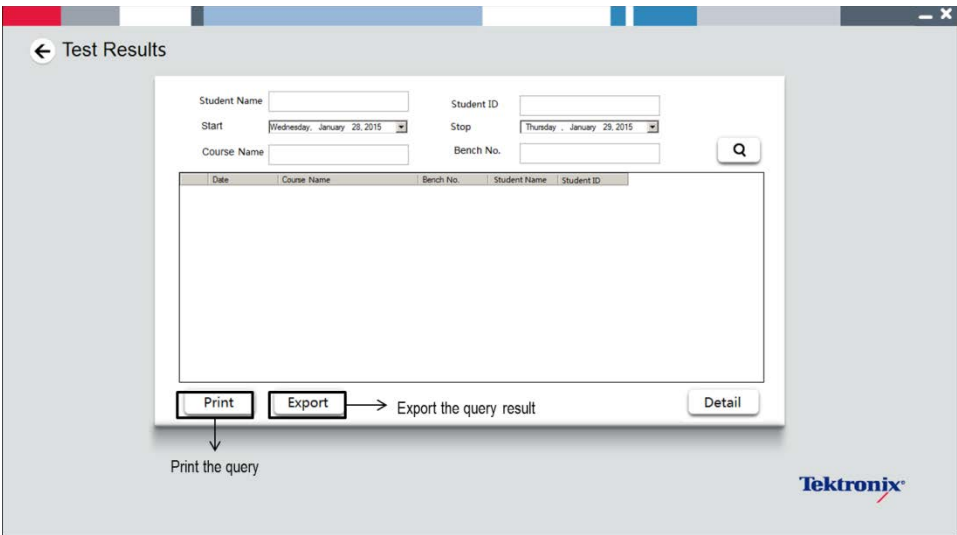 Test Results
Student Name Student ID
Start Wednesday, January 28, 2015 Stop Thursday , January 29, 2015
Course Name Bench No.
Date Course Name Bench No. Student Name Student ID
Print Export Export the query result Detail
Print the query
Tektronix®